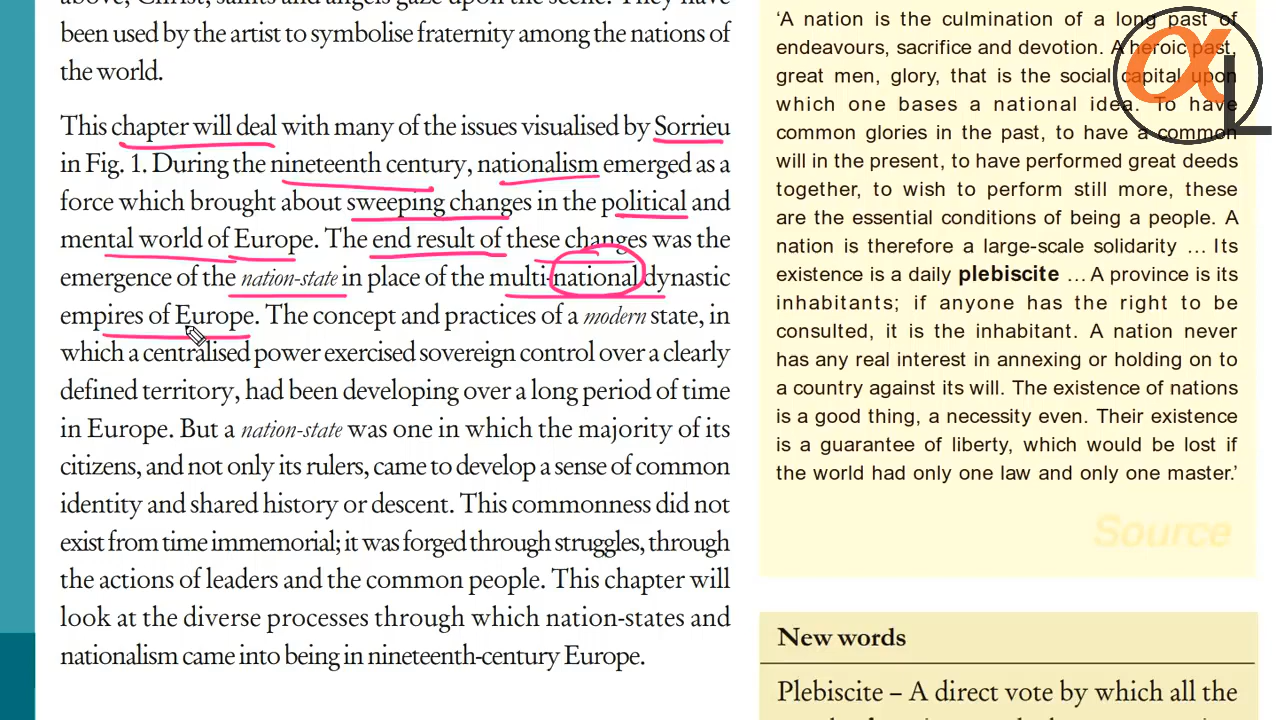 above, Christ, saints and angels gaze upon the scene. They have
been used by the artist to symbolise fraternity among the nations of
the world.
This chapter will deal with many of the issues visualised by Sorrieu
in Fig. 1. During the nineteenth century, nationalism emerged as a
force which brought about sweeping changes in the political and
mental world of Europe. The end result of these changes was the
emergence of the nation-state in place of the multi-national dynastic
empires of Europe. The concept and practices of a modern state, in
which a centralised power exercised sovereign control over a clearly
defined territory, had been developing over a long period of time
in Europe. But a nation-state was one in which the majority of its
citizens, and not only its rulers, came to develop a sense of common
identity and shared history or descent. This commonness did not
exist from time immemorial; it was forged through struggles, through
the actions of leaders and the common people. This chapter will
look at the diverse processes through which nation-states and
nationalism came into being in nineteenth-century Europe.
‘A nation is the culmination of a long past of
endeavours, sacrifice and devotion. A heroic past,
great men, glory, that is the social capital upon
which one bases a national idea. To have
common glories in the past, to have a common
will in the present, to have performed great deeds
together, to wish to perform still more, these
are the essential conditions of being a people. A
nation is therefore a large-scale solidarity … Its
existence is a daily plebiscite … A province is its
inhabitants; if anyone has the right to be
consulted, it is the inhabitant. A nation never
has any real interest in annexing or holding on to
a country against its will. The existence of nations
is a good thing, a necessity even. Their existence
is a guarantee of liberty, which would be lost if
the world had only one law and only one master.’
Source
New words
Plebiscite – A direct vote by which all the